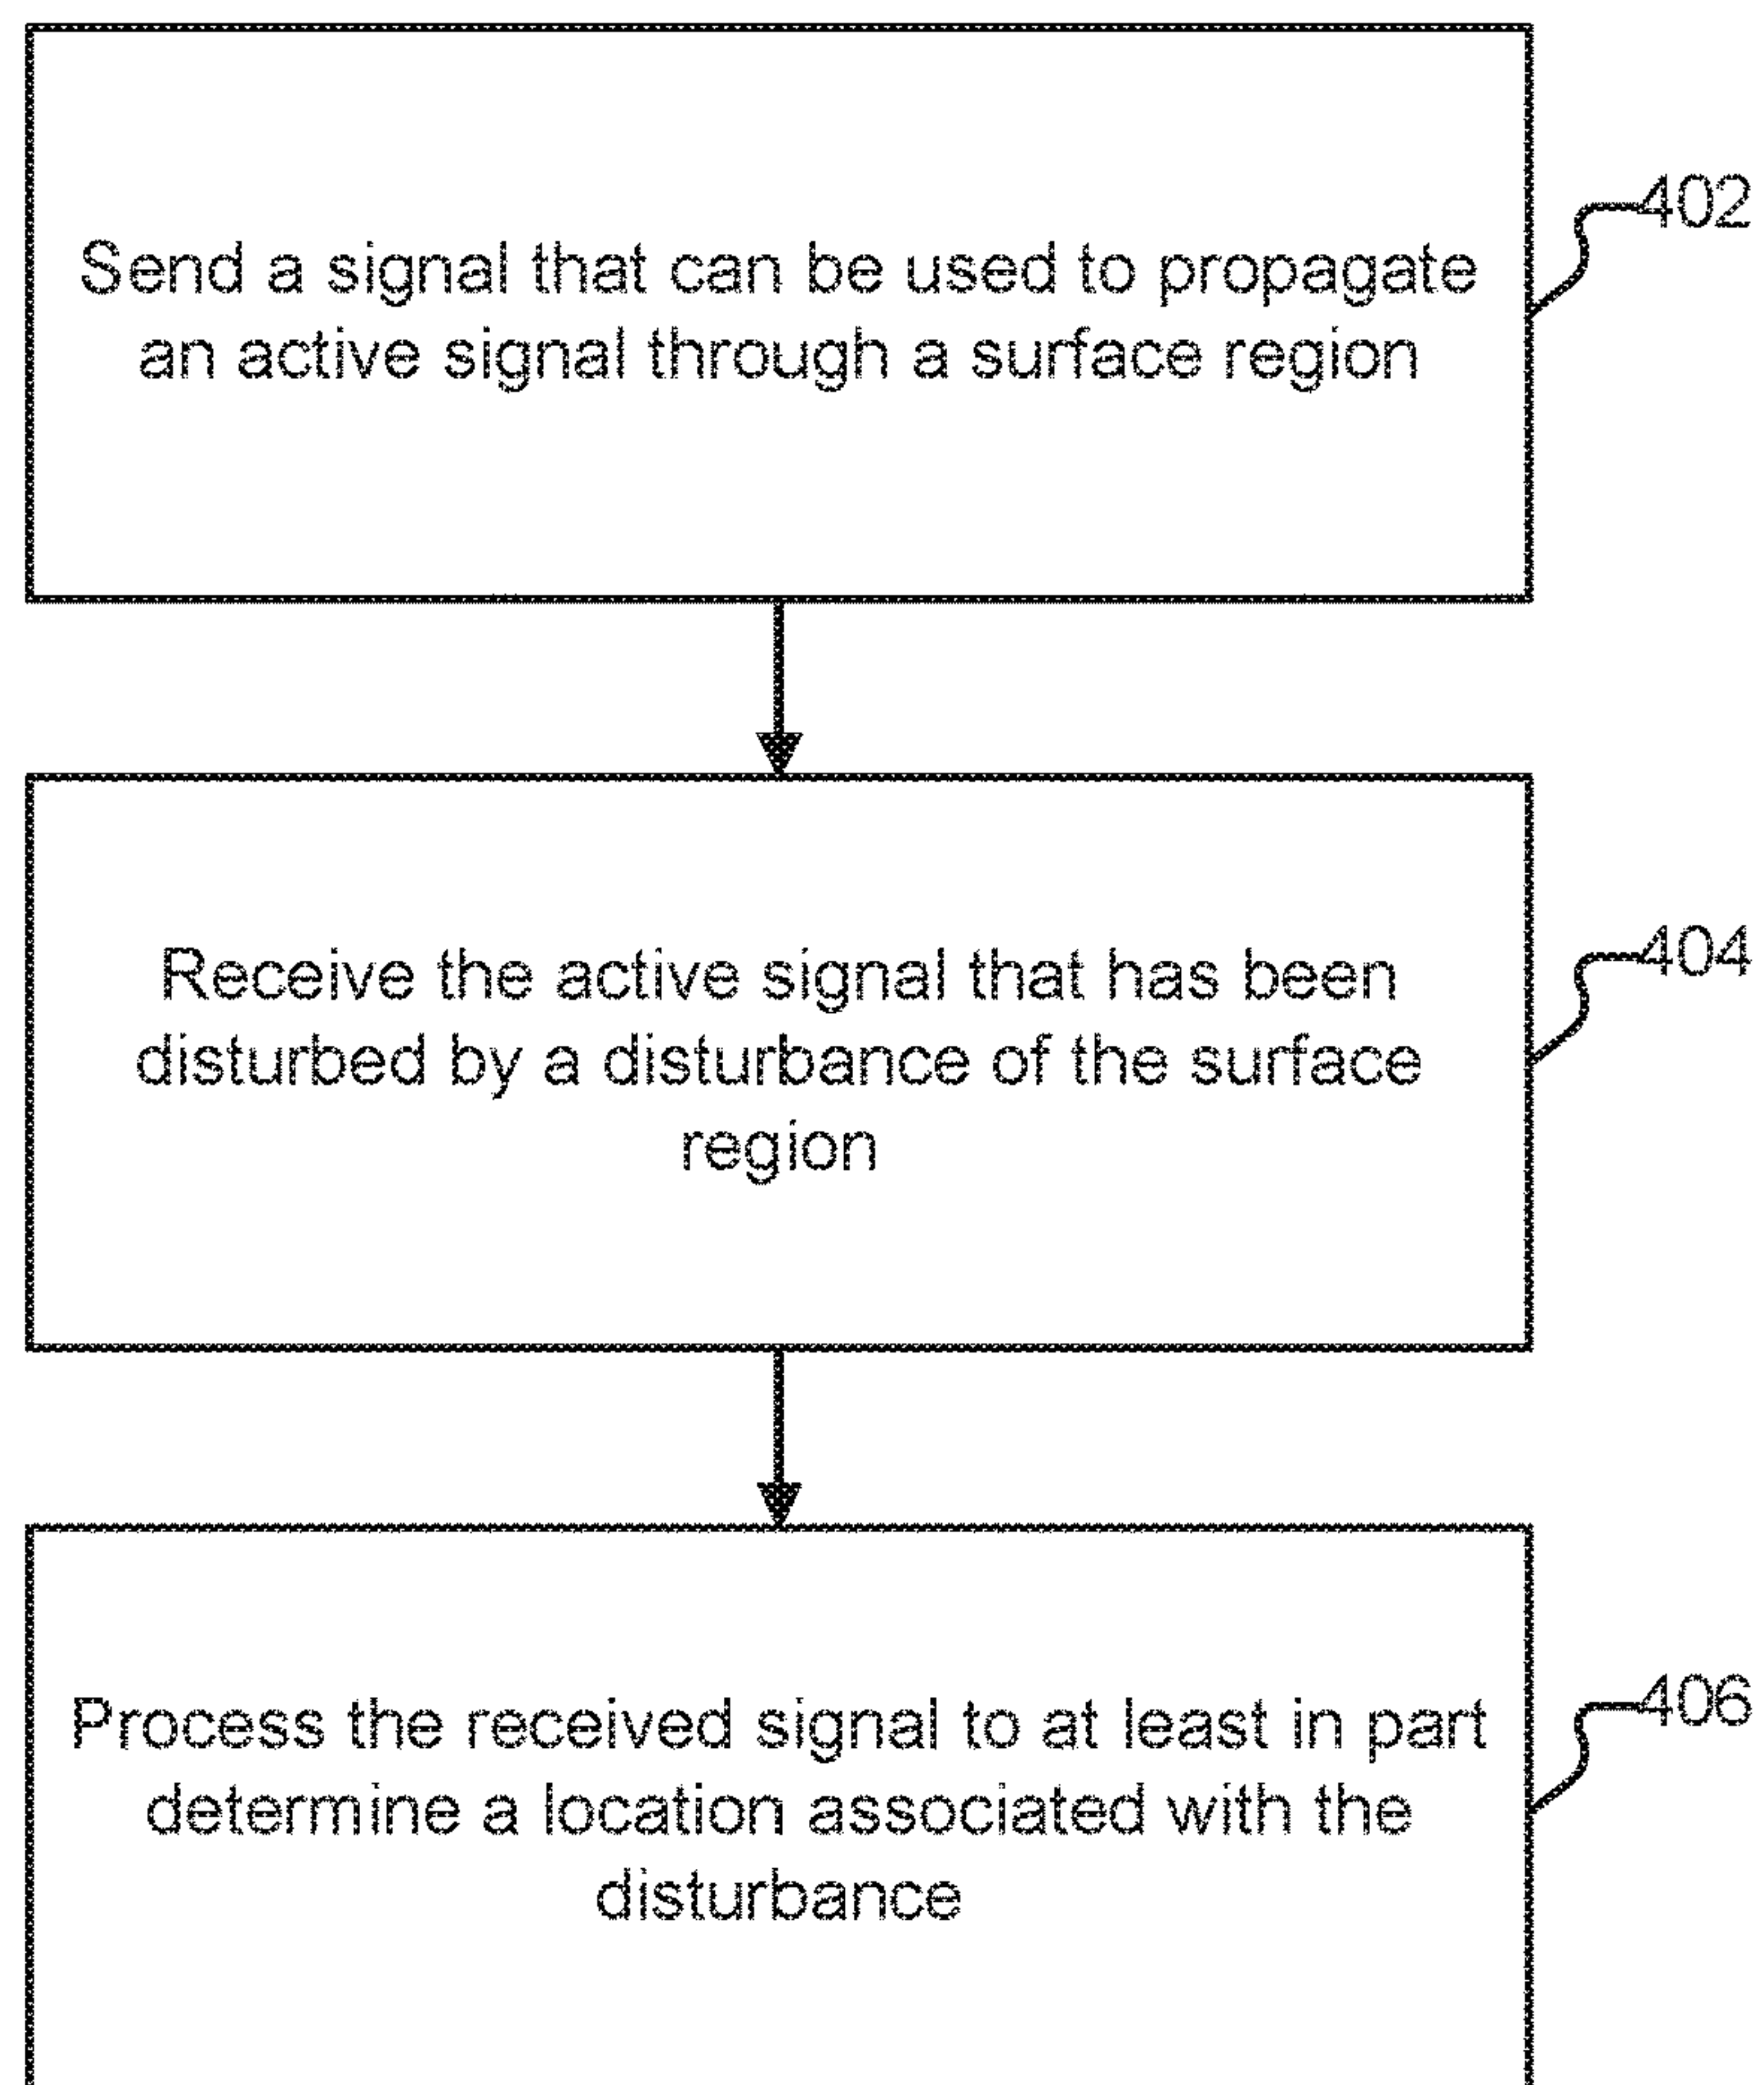 Send a signal that can be used to propagate
an active signal through a surface region
402
Receive the active signal that has been
disturbed by a disturbance of the surface
region
404
Process the received signal to at least in part
determine a location associated with the
disturbance
406